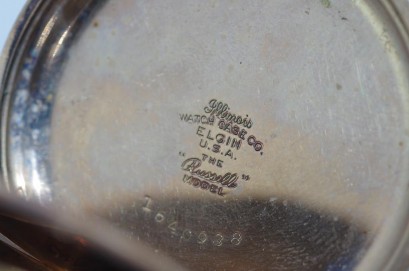 Illinois
WATCH CASE CO.
ELGIN
U.S.A.
"THE
Russell"
MODEL